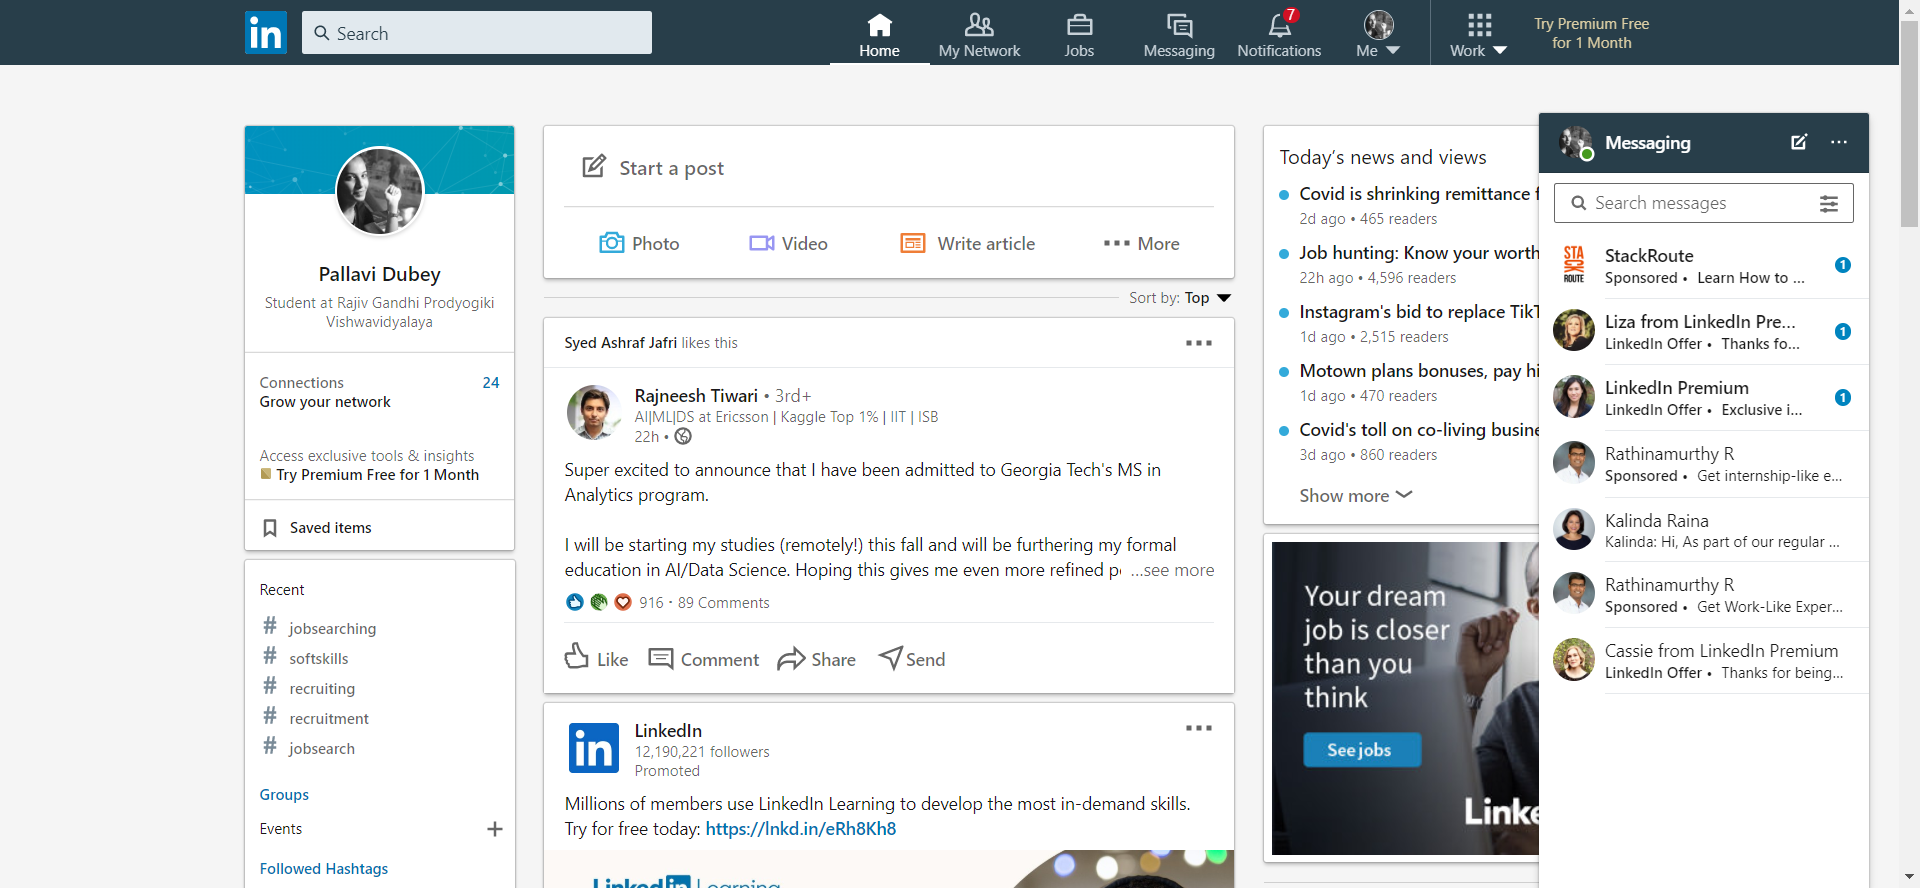 in
Search
Home
My Network
Jobs
Messaging
7
Notifications
Me
Work
Try Premium Free
for 1 Month
Pallavi Dubey
Student at Rajiv Gandhi Prodyogiki
Vishwavidyalaya
Connections 24
Grow your network
Access exclusive tools & insights
Try Premium Free for 1 Month
Saved items
Recent
# jobsearching
# softskills
# recruiting
# recruitment
# jobsearch
Groups
Events
Followed Hashtags
Start a post
Photo
Video
Write article
More
Sort by: Top
Syed Ashraf Jafri likes this
Rajneesh Tiwari • 3rd+
AI|ML|DS at Ericsson | Kaggle Top 1% | IIT | ISB
22h •
Super excited to announce that I have been admitted to Georgia Tech's MS in
Analytics program.
I will be starting my studies (remotely!) this fall and will be furthering my formal
education in AI/Data Science. Hoping this gives me even more refined ...see more
916 · 89 Comments
Like
Comment
Share
Send
in
LinkedIn
12,190,221 followers
Promoted
Millions of members use LinkedIn Learning to develop the most in-demand skills.
Try for free today: https://lnkd.in/eRh8Kh8
Linked in Learning
Today's news and views
Covid is shrinking remittance
2d ago • 465 readers
Job hunting: Know your worth
22h ago • 4,596 readers
Instagram's bid to replace
1d ago • 2,515 readers
Motown plans bonuses, pay
1d ago • 470 readers
Covid's toll on co-living
3d ago • 860 readers
Show more
Your dream
job is closer
than you
think
See jobs
Messaging
Search messages
STACKROUTE
StackRoute
Sponsored • Learn How to ...
1
Liza from LinkedIn Pre...
LinkedIn Offer • Thanks fo...
1
LinkedIn Premium
LinkedIn Offer • Exclusive i...
1
Rathinamurthy R
Sponsored • Get internship-like e...
Kalinda Raina
Kalinda: Hi, As part of our regular ...
Rathinamurthy R
Sponsored • Get Work-Like Exper...
Cassie from LinkedIn Premium
LinkedIn Offer • Thanks for being...